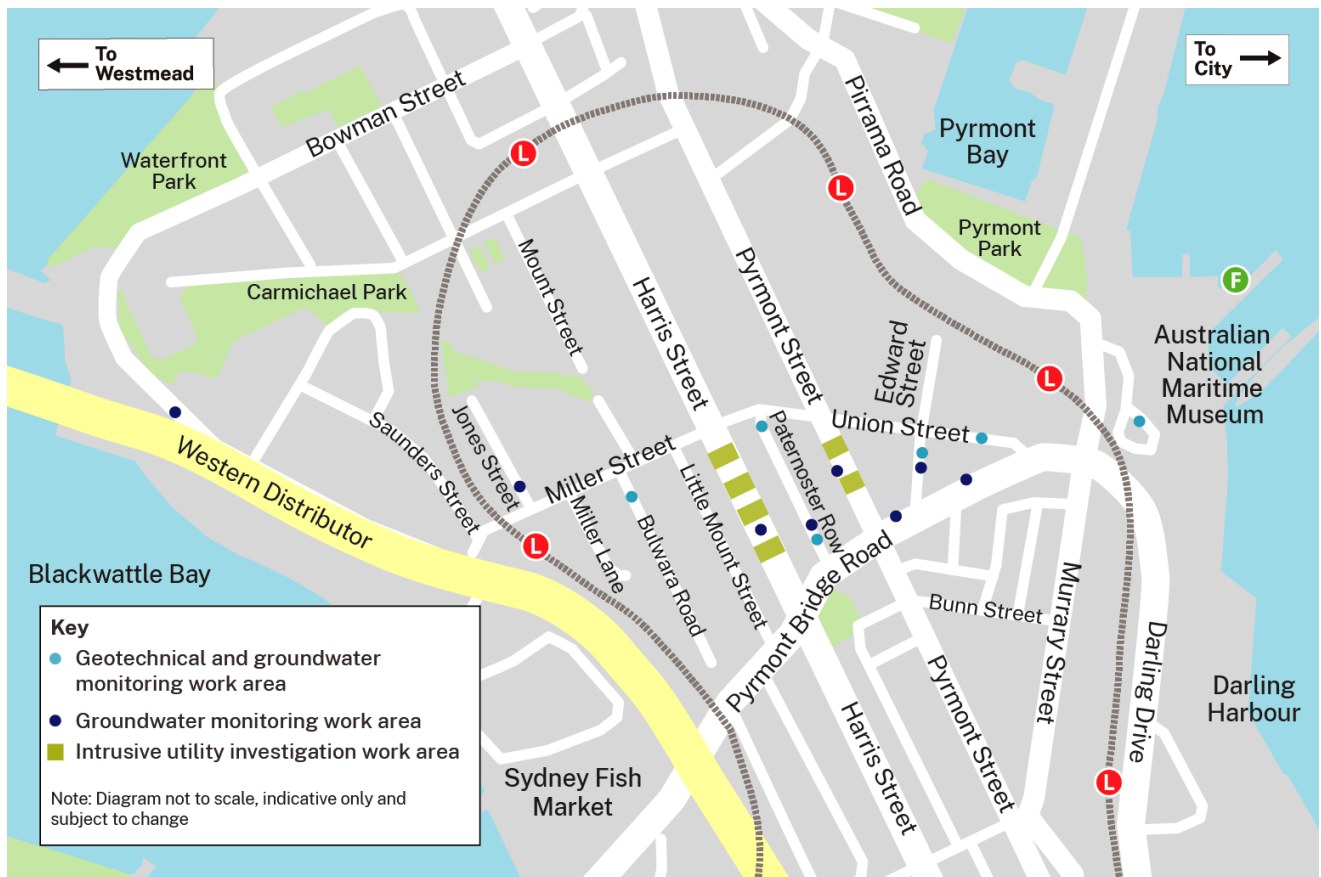 To
Westmead
To
City
Bowman Street
Pirrama Road
Pyrmont
Bay
Waterfront
Park
L
L
Pyrmont
Park
Mount Street
Harris Street
Pyrmont Street
Carmichael Park
F
Edward
Street
Australian
National
Maritime
Museum
L
Saunders Street
Jones Street
Miller Street
Paternoster Row
Union Street
Western Distributor
L
Miller Lane
Bulwara Road
Little Mount Street
Pyrmont Bridge Road
Bunn Street
Murrary Street
Darling Drive
Blackwattle Bay
Pyrmont Street
Harris Street
Darling
Harbour
Sydney Fish
Market
L
Key
Geotechnical and groundwater
monitoring work area
Groundwater monitoring work area
Intrusive utility investigation work area
Note: Diagram not to scale, indicative only and
subject to change